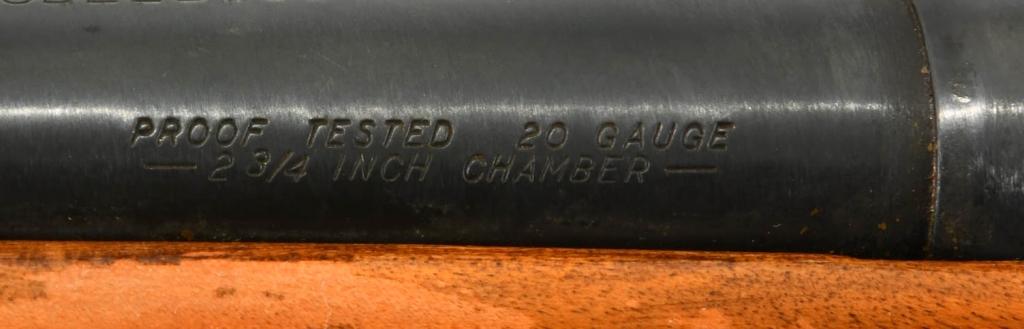 PROOF TESTED 20 GAUGE
— 2 3/4 INCH CHAMBER —